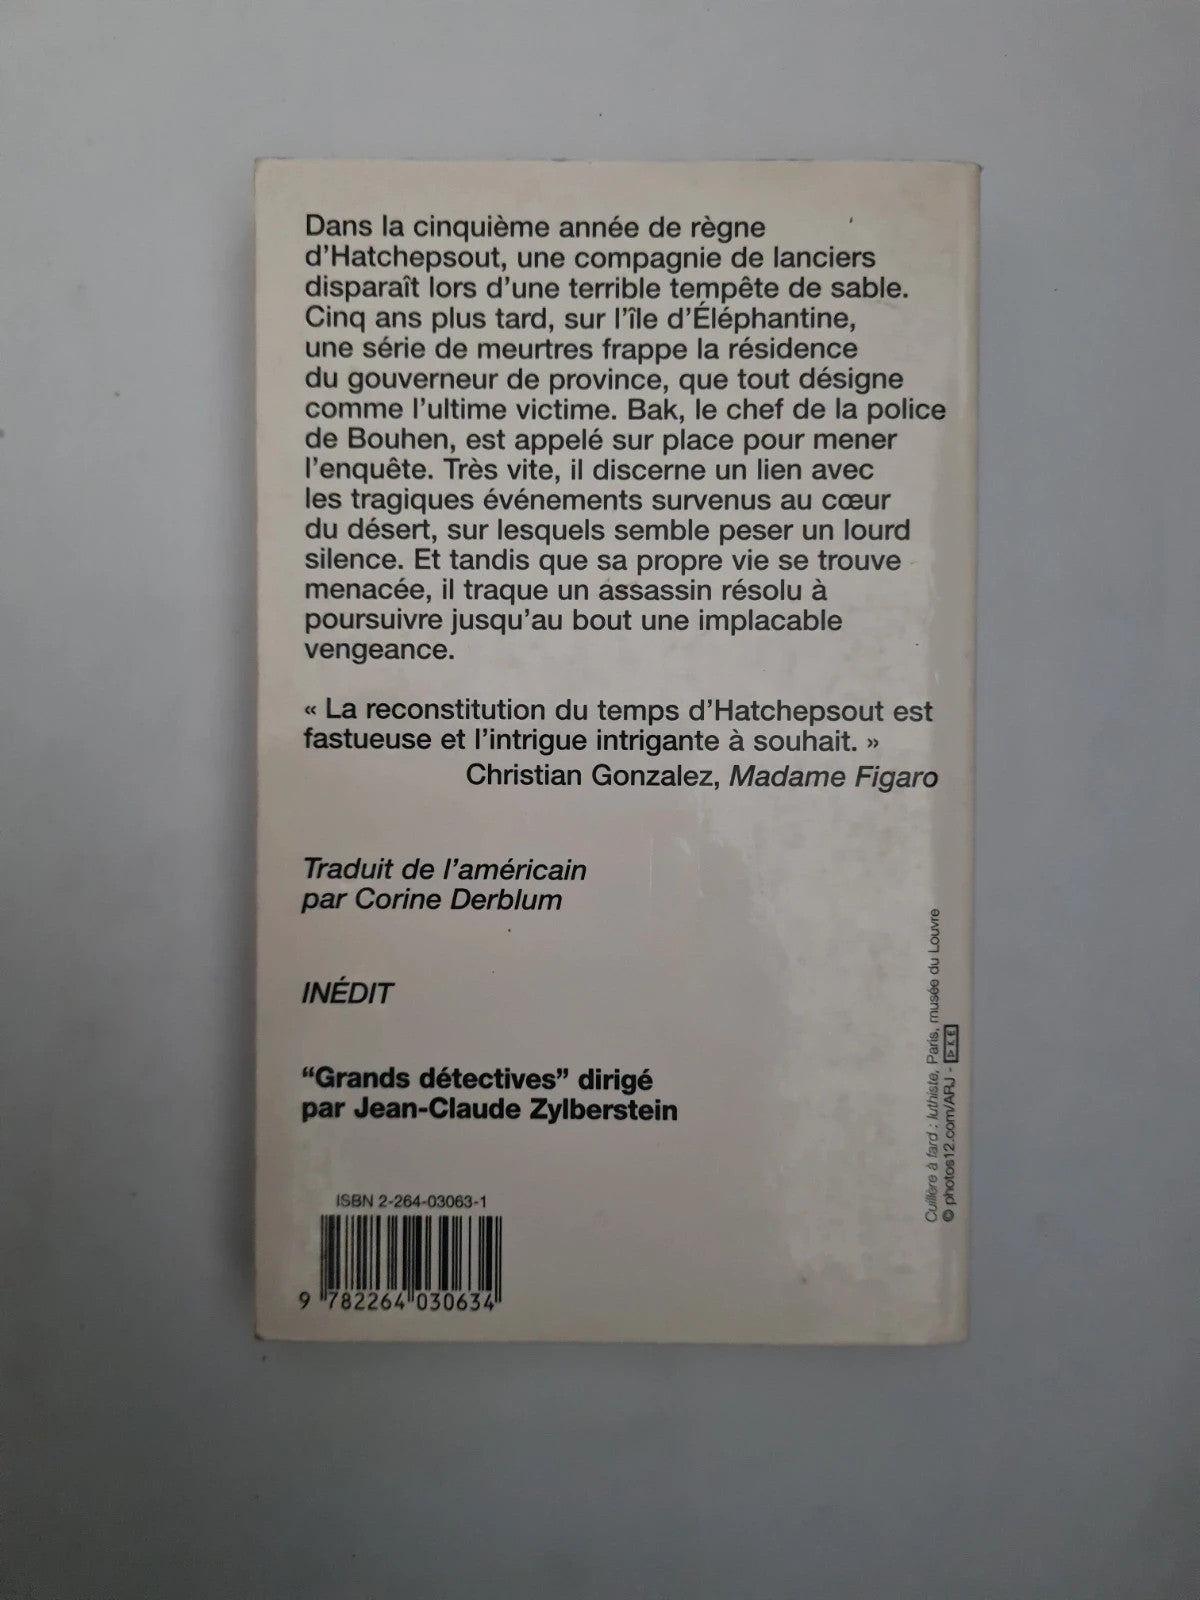 Dans la cinquième année de règne
d'Hatchepsout, une compagnie de lanciers
disparaît lors d'une terrible tempête de sable.
Cinq ans plus tard, sur l'île d'Éléphantine,
une série de meurtres frappe la résidence
du gouverneur de province, que tout désigne
comme l'ultime victime. Bak, le chef de la police
de Bouhen, est appelé sur place pour mener
l'enquête. Très vite, il discerne un lien avec
les tragiques événements survenus au cœur
du désert, sur lesquels semble peser un lourd
silence. Et tandis que sa propre vie se trouve
menacée, il traque un assassin résolu à
poursuivre jusqu'au bout une implacable
vengeance.
« La reconstitution du temps d'Hatchepsout est
fastueuse et l'intrigue intrigante à souhait. »
Christian Gonzalez, Madame Figaro
Traduit de l'américain
par Corine Derblum
INÉDIT
“Grands détectives” dirigé
par Jean-Claude Zylberstein
ISBN 2-264-03063-1
9 782264 030634
Cuillère à fard : luthiste, Paris, musée du Louvre
© photos12.com/ARJ -